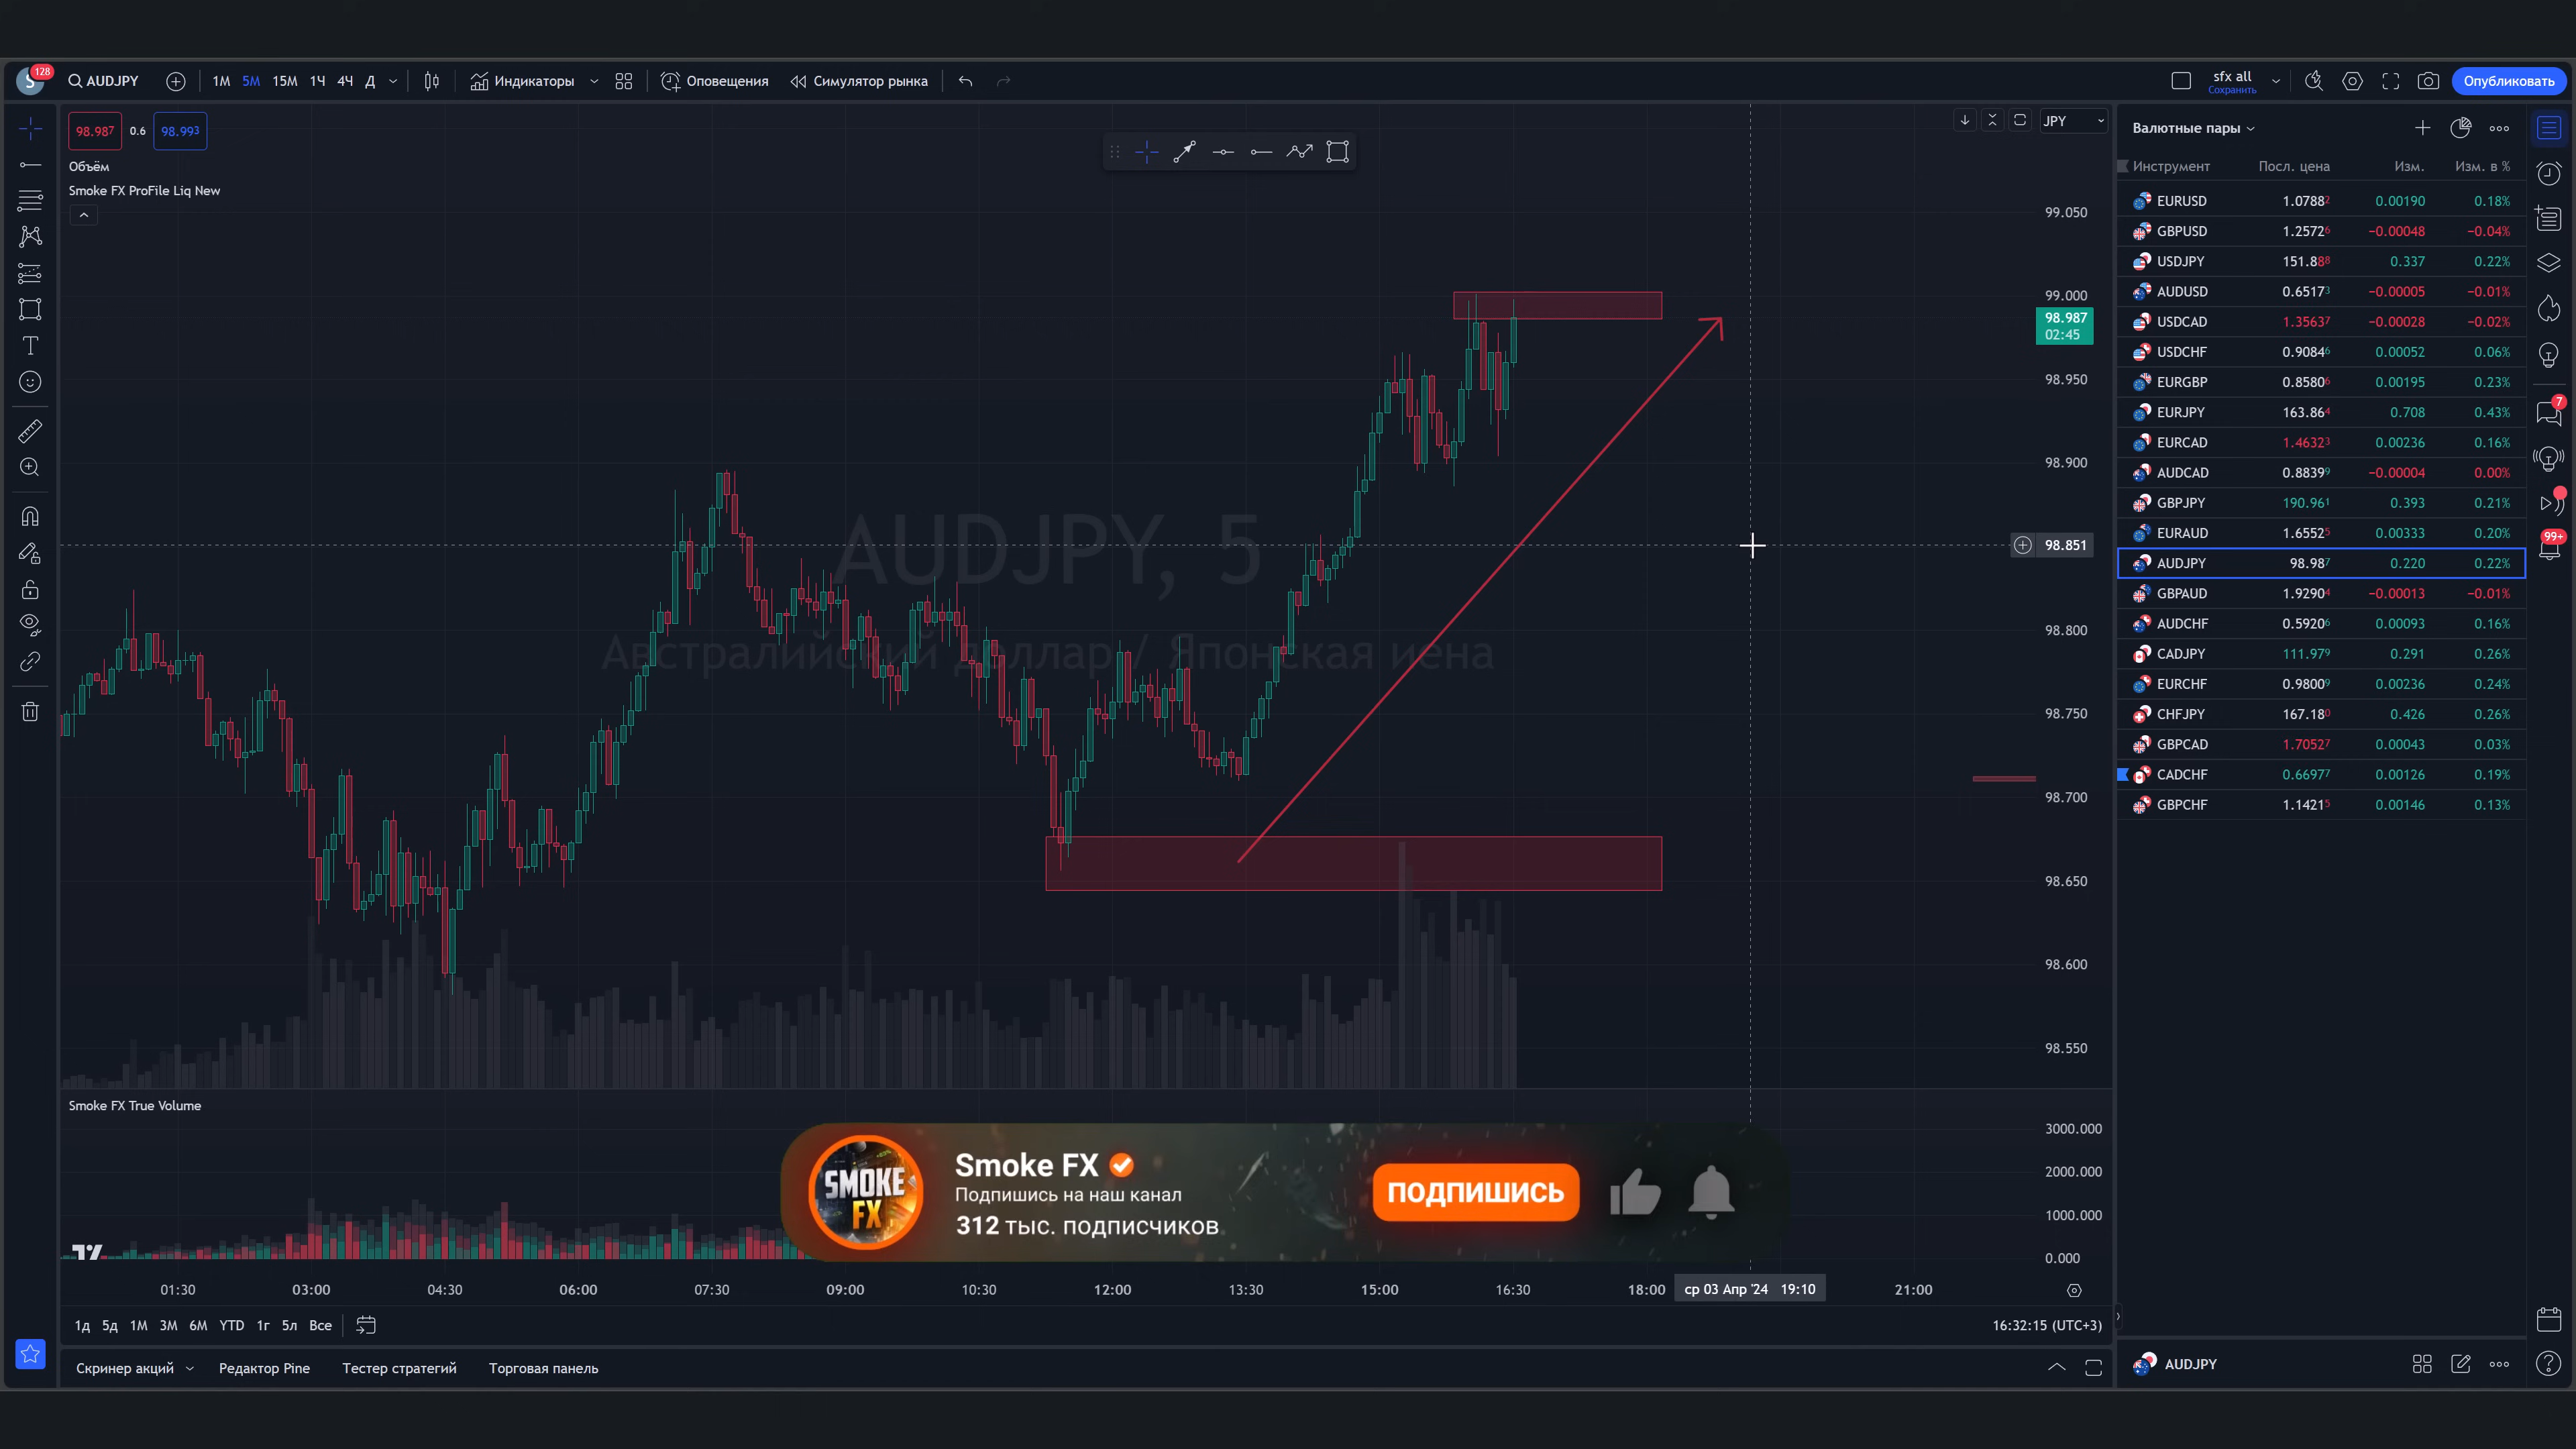 S 128 AUDJPY 1М 5М 15М 1Ч 4Ч Д Индикаторы Оповещения Симулятор рынка sfx all Сохранить Опубликовать
98.987 0.6 98.993
Объём
Smoke FX ProFile Liq New
JPY
AUDJPY, 5
Австралийский доллар / Японская иена
99.050
99.000
98.987
02:45
98.950
98.900
98.851
98.800
98.750
98.700
98.650
98.600
98.550
Smoke FX True Volume
3000.000
2000.000
1000.000
0.000
SMOKE FX
Smoke FX
Подпишись на наш канал
312 тыс. подписчиков
ПОДПИШИСЬ
01:30 03:00 04:30 06:00 07:30 09:00 10:30 12:00 13:30 15:00 16:30 18:00 ср 03 Апр '24 19:10 21:00
1д 5д 1М 3М 6М YTD 1г 5л Все 16:32:15 (UTC+3)
Скринер акций Редактор Pine Тестер стратегий Торговая панель
Валютные пары
Инструмент Посл. цена Изм. Изм. в %
EURUSD 1.07882 0.00190 0.18%
GBPUSD 1.25726 −0.00048 −0.04%
USDJPY 151.888 0.337 0.22%
AUDUSD 0.65173 −0.00005 −0.01%
USDCAD 1.35637 −0.00028 −0.02%
USDCHF 0.90846 0.00052 0.06%
EURGBP 0.85806 0.00195 0.23%
EURJPY 163.864 0.708 0.43%
EURCAD 1.46323 0.00236 0.16%
AUDCAD 0.88399 −0.00004 0.00%
GBPJPY 190.961 0.393 0.21%
EURAUD 1.65525 0.00333 0.20%
AUDJPY 98.987 0.220 0.22%
GBPAUD 1.92904 −0.00013 −0.01%
AUDCHF 0.59206 0.00093 0.16%
CADJPY 111.979 0.291 0.26%
EURCHF 0.98009 0.00236 0.24%
CHFJPY 167.180 0.426 0.26%
GBPCAD 1.70527 0.00043 0.03%
CADCHF 0.66977 0.00126 0.19%
GBPCHF 1.14215 0.00146 0.13%
AUDJPY
7
99+